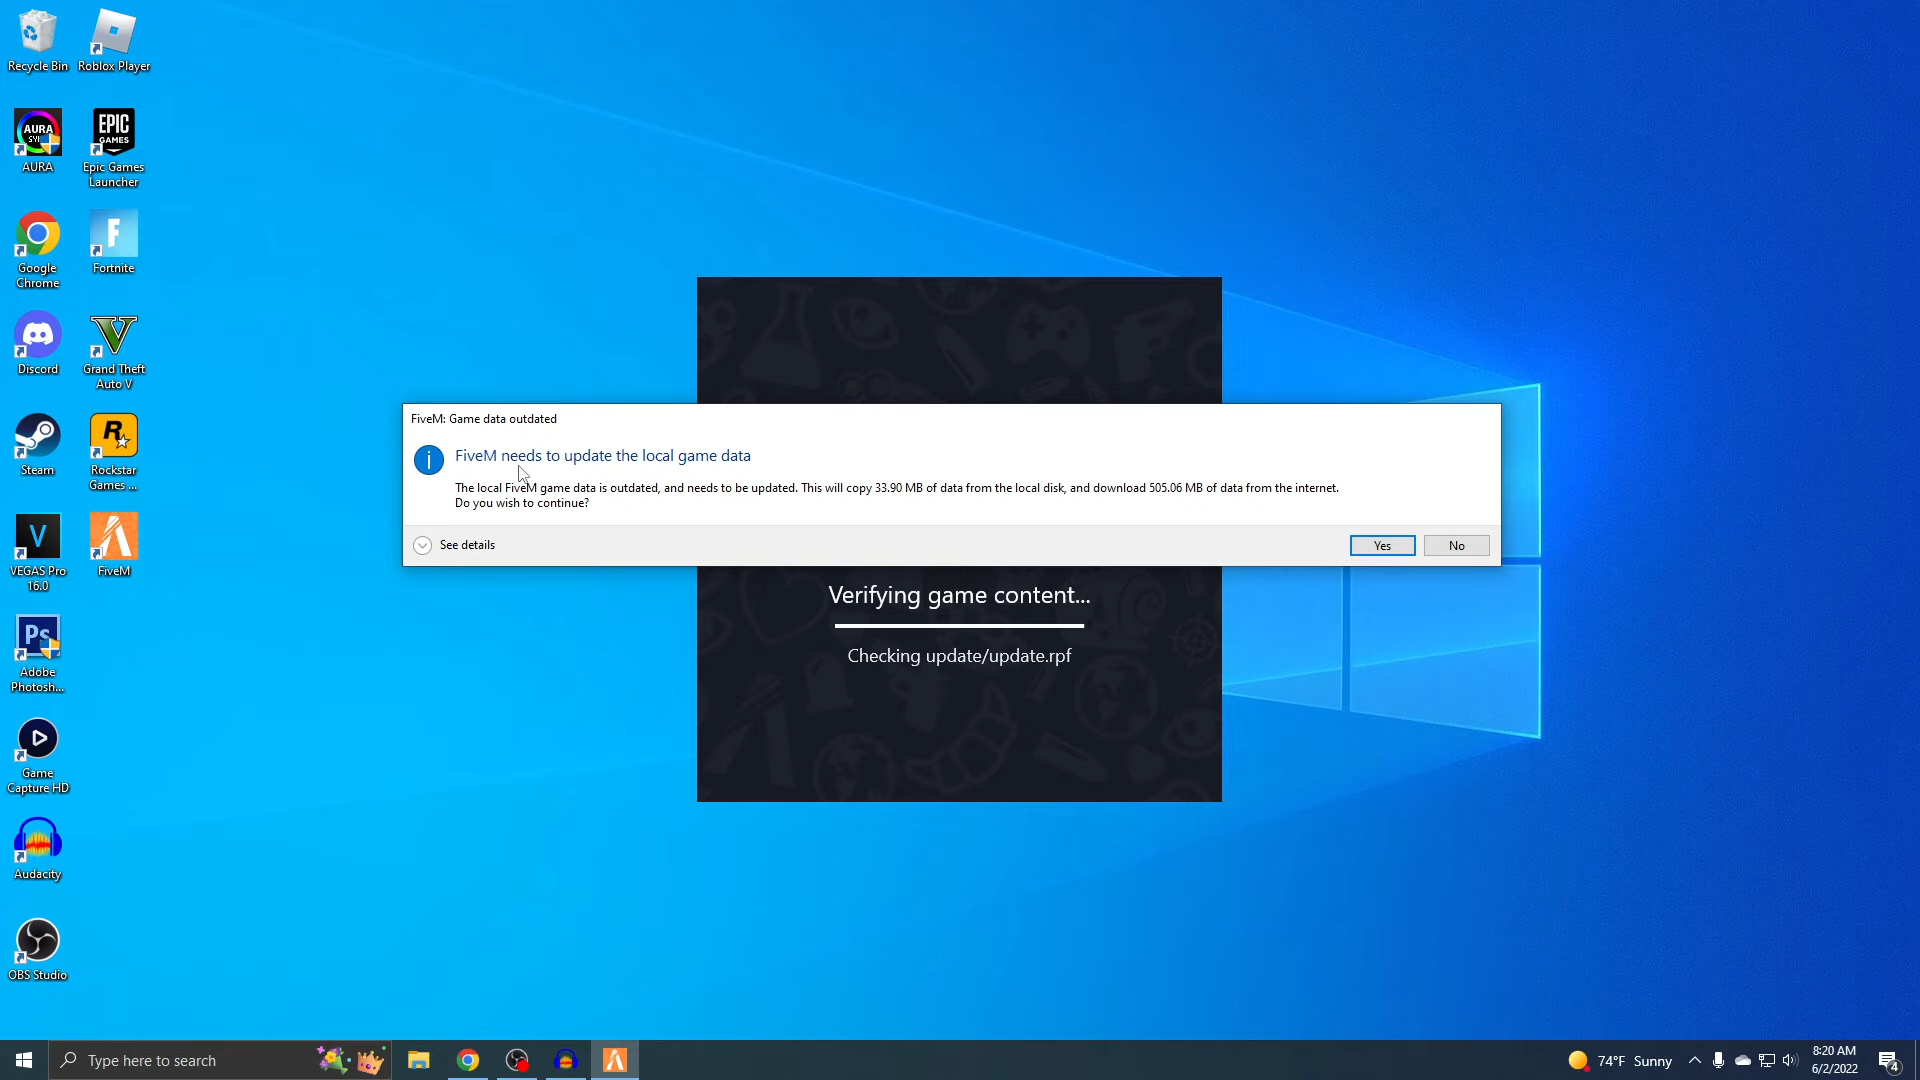 Recycle Bin
Roblox Player
AURA
SYNC
AURA
EPIC
GAMES
Epic Games
Launcher
Google
Chrome
F
Fortnite
Discord
V
Grand Theft
Auto V
Steam
R
Rockstar
Games ...
V
VEGAS Pro
16.0
FiveM
Ps
Adobe
Photosh...
Game
Capture HD
Audacity
OBS Studio
FiveM: Game data outdated
FiveM needs to update the local game data
The local FiveM game data is outdated, and needs to be updated. This will copy 33.90 MB of data from the local disk, and download 505.06 MB of data from the internet.
Do you wish to continue?
See details
Yes
No
Verifying game content...
Checking update/update.rpf
Type here to search
74°F Sunny
8:20 AM
6/2/2022
4